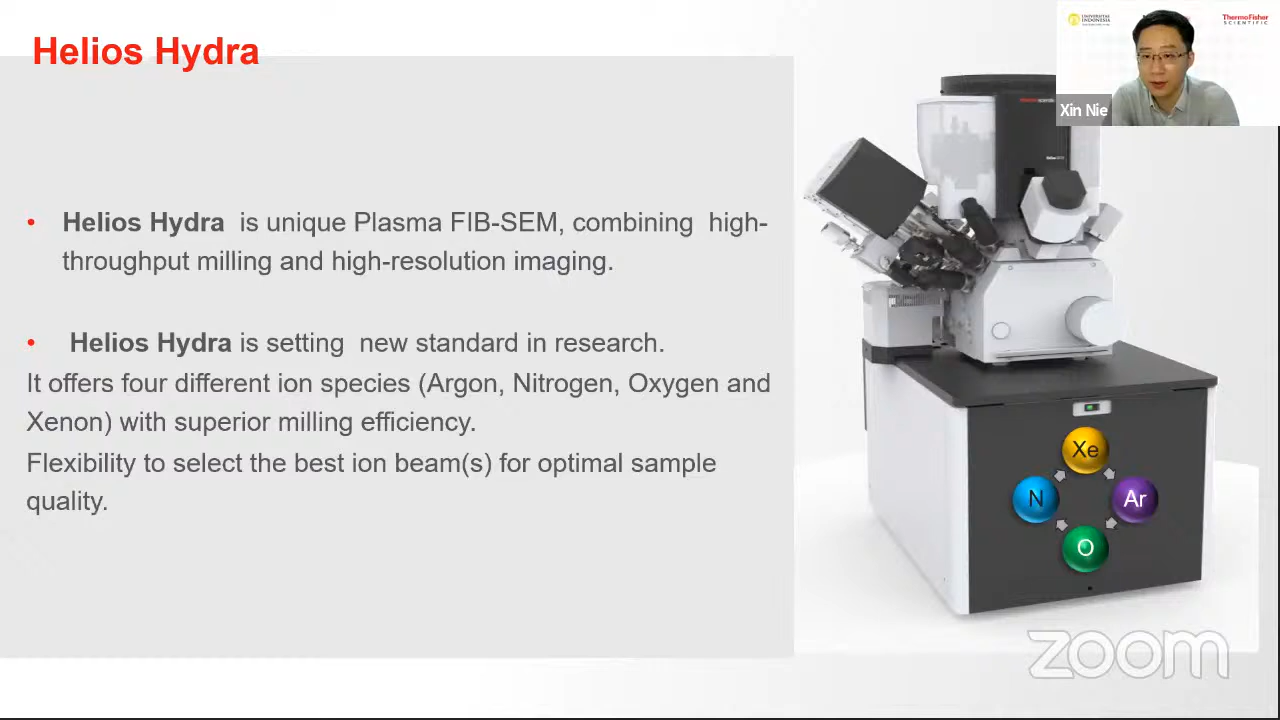 Helios Hydra
• Helios Hydra is unique Plasma FIB-SEM, combining high-
throughput milling and high-resolution imaging.
• Helios Hydra is setting new standard in research.
It offers four different ion species (Argon, Nitrogen, Oxygen and
Xenon) with superior milling efficiency.
Flexibility to select the best ion beam(s) for optimal sample
quality.
UNIVERSITAS
INDONESIA
ThermoFisher
SCIENTIFIC
Xin Nie
Xe
N
Ar
O
zoom